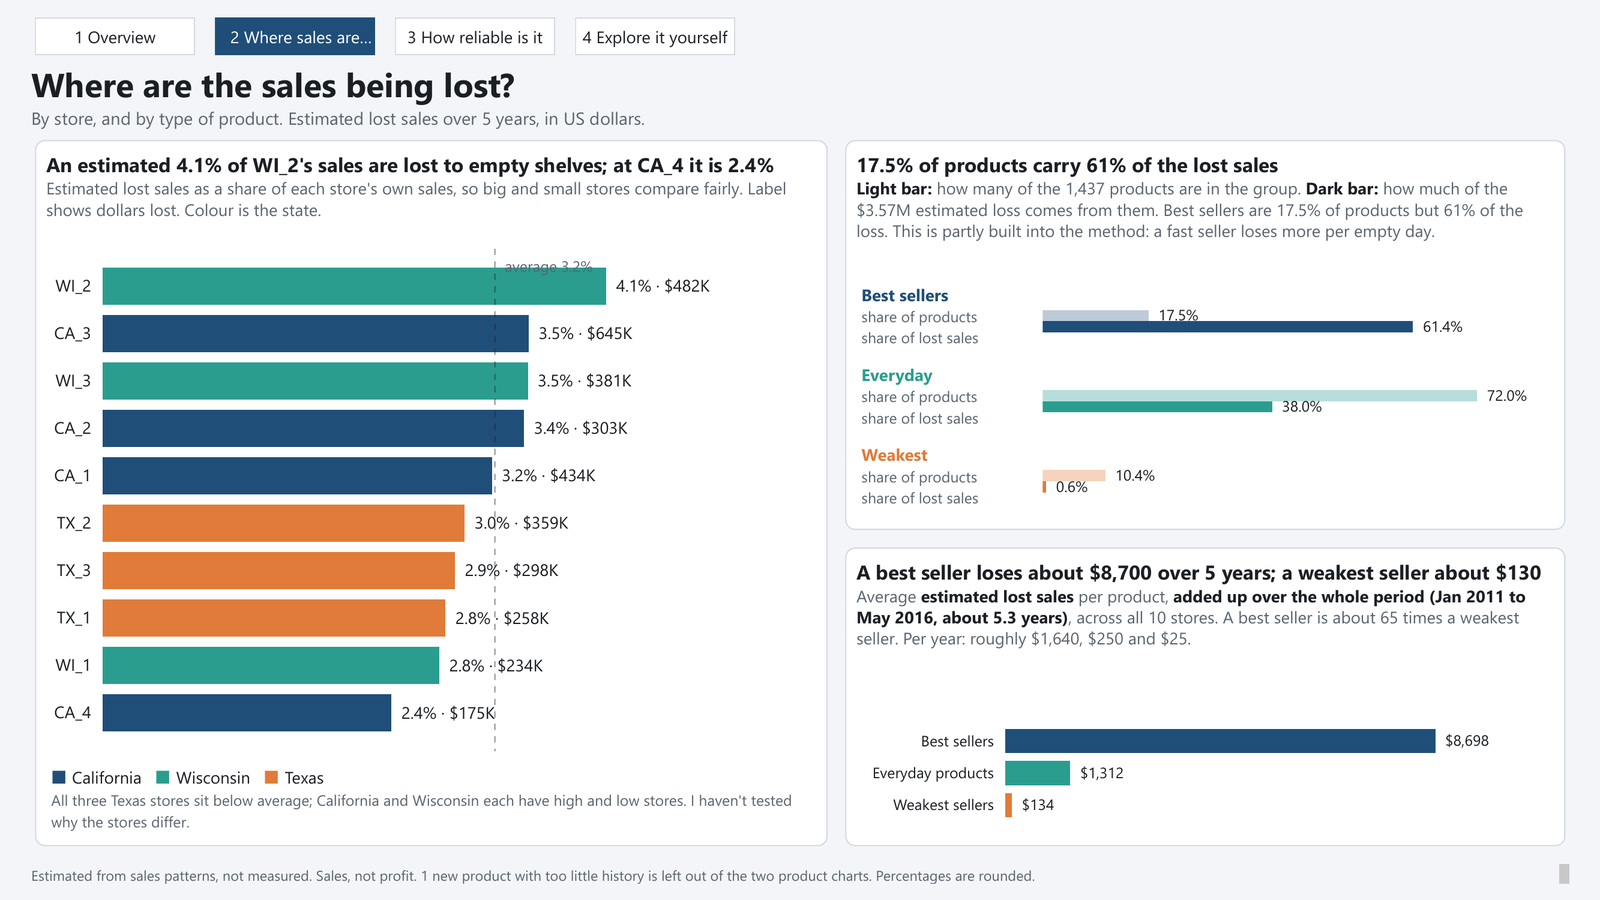 1 Overview
2 Where sales are...
3 How reliable is it
4 Explore it yourself
Where are the sales being lost?
By store, and by type of product. Estimated lost sales over 5 years, in US dollars.
An estimated 4.1% of WI_2's sales are lost to empty shelves; at CA_4 it is 2.4%
Estimated lost sales as a share of each store's own sales, so big and small stores compare fairly. Label
shows dollars lost. Colour is the state.
average 3.2%
WI_2 4.1% · $482K
CA_3 3.5% · $645K
WI_3 3.5% · $381K
CA_2 3.4% · $303K
CA_1 3.2% · $434K
TX_2 3.0% · $359K
TX_3 2.9% · $298K
TX_1 2.8% · $258K
WI_1 2.8% · $234K
CA_4 2.4% · $175K
California Wisconsin Texas
All three Texas stores sit below average; California and Wisconsin each have high and low stores. I haven't tested
why the stores differ.
17.5% of products carry 61% of the lost sales
Light bar: how many of the 1,437 products are in the group. Dark bar: how much of the
$3.57M estimated loss comes from them. Best sellers are 17.5% of products but 61% of the
loss. This is partly built into the method: a fast seller loses more per empty day.
Best sellers
share of products 17.5%
share of lost sales 61.4%
Everyday
share of products 72.0%
share of lost sales 38.0%
Weakest
share of products 10.4%
share of lost sales 0.6%
A best seller loses about $8,700 over 5 years; a weakest seller about $130
Average estimated lost sales per product, added up over the whole period (Jan 2011 to
May 2016, about 5.3 years), across all 10 stores. A best seller is about 65 times a weakest
seller. Per year: roughly $1,640, $250 and $25.
Best sellers $8,698
Everyday products $1,312
Weakest sellers $134
Estimated from sales patterns, not measured. Sales, not profit. 1 new product with too little history is left out of the two product charts. Percentages are rounded.